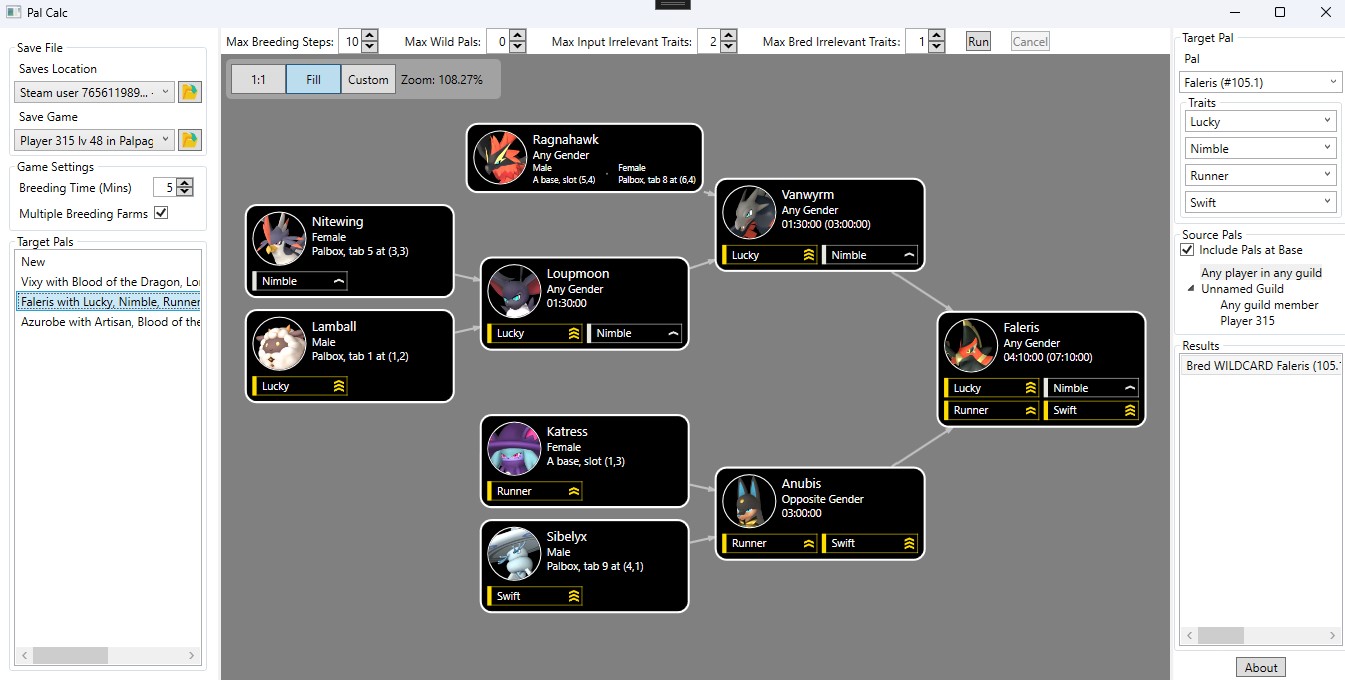 Pal Calc
Save File
Saves Location
Steam user 765611989...
Save Game
Player 315 lv 48 in Palpag
Game Settings
Breeding Time (Mins) 5
Multiple Breeding Farms
Target Pals
New
Vixy with Blood of the Dragon, Lo
Faleris with Lucky, Nimble, Runner
Azurobe with Artisan, Blood of the
Max Breeding Steps: 10 Max Wild Pals: 0 Max Input Irrelevant Traits: 2 Max Bred Irrelevant Traits: 1 Run Cancel
1:1 Fill Custom Zoom: 108.27%
Ragnahawk
Any Gender
Male Female
A base, slot (5,4) Palbox, tab 8 at (6,4)
Nitewing
Female
Palbox, tab 5 at (3,3)
Nimble
Lamball
Male
Palbox, tab 1 at (1,2)
Lucky
Loupmoon
Any Gender
01:30:00
Lucky Nimble
Vanwyrm
Any Gender
01:30:00 (03:00:00)
Lucky Nimble
Katress
Female
A base, slot (1,3)
Runner
Sibelyx
Male
Palbox, tab 9 at (4,1)
Swift
Anubis
Opposite Gender
03:00:00
Runner Swift
Faleris
Any Gender
04:10:00 (07:10:00)
Lucky Nimble
Runner Swift
Target Pal
Pal
Faleris (#105.1)
Traits
Lucky
Nimble
Runner
Swift
Source Pals
Include Pals at Base
Any player in any guild
Unnamed Guild
Any guild member
Player 315
Results
Bred WILDCARD Faleris (105.
About